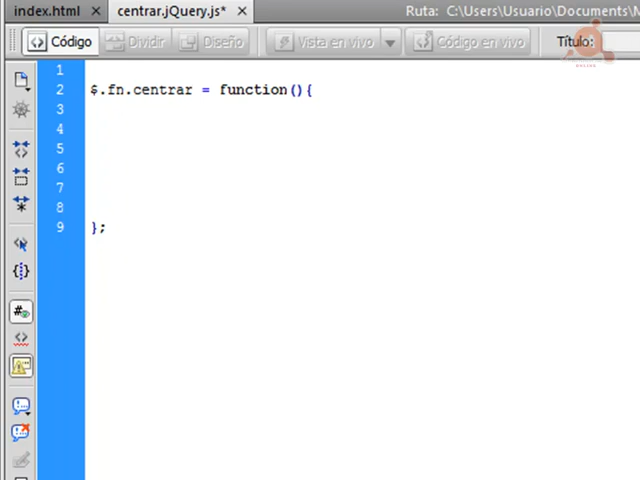 index.html
centrar.jQuery.js*
Ruta: C:\Users\Usuario\Documents\M
Código
Dividir
Diseño
Vista en vivo
Código en vivo
Título:
1
2 $.fn.centrar = function(){
3
4
5
6
7
8
9 };